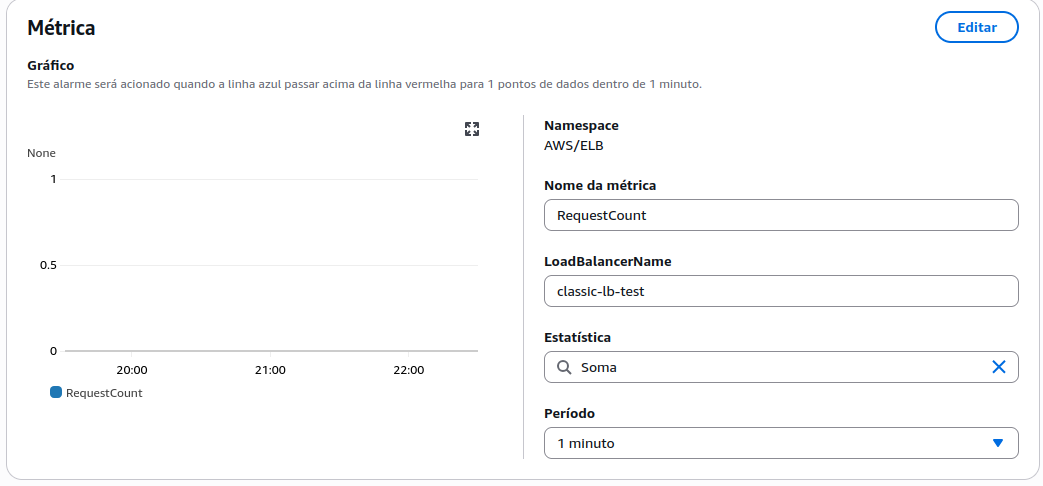 Métrica
Editar
Gráfico
Este alarme será acionado quando a linha azul passar acima da linha vermelha para 1 pontos de dados dentro de 1 minuto.
None
1
0.5
0
20:00 21:00 22:00
RequestCount
Namespace
AWS/ELB
Nome da métrica
RequestCount
LoadBalancerName
classic-lb-test
Estatística
Soma
Período
1 minuto